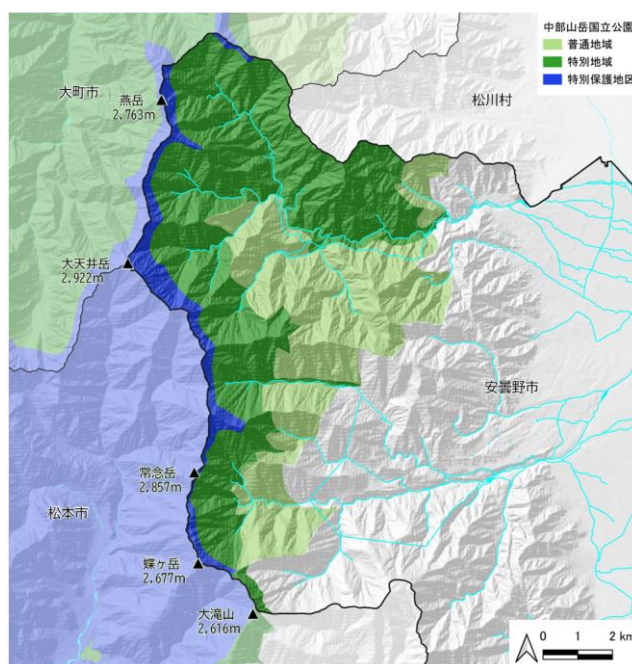 中部山岳国立公園
普通地域
特別地域
特別保護地区
大町市
燕岳
2,763m
松川村
大天井岳
2,922m
安曇野市
常念岳
2,857m
松本市
蝶ヶ岳
2,677m
大滝山
2,616m
0 1 2 km